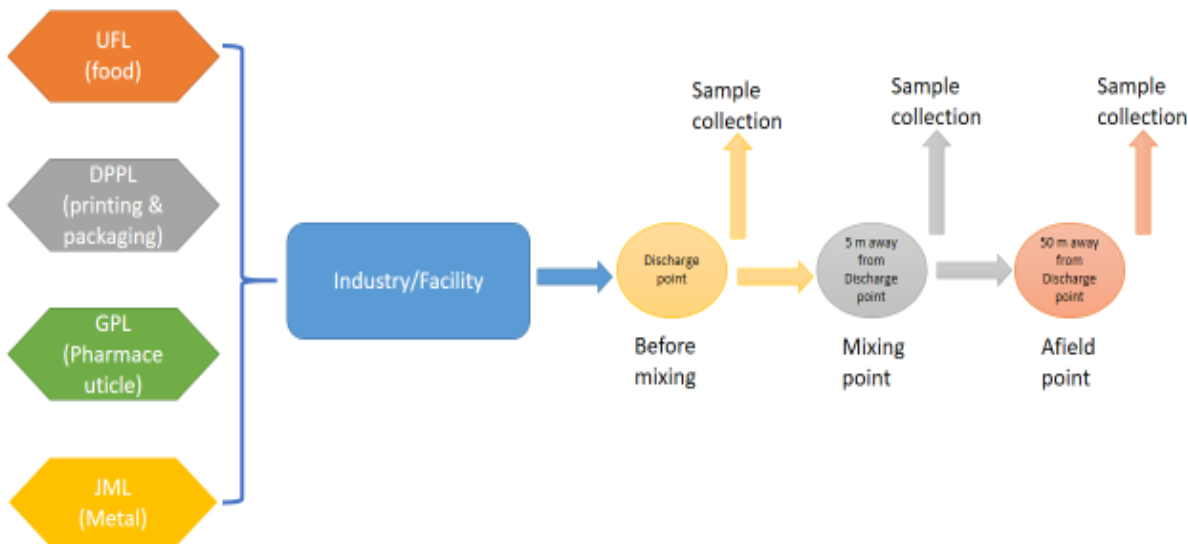 UFL
(food)
DPPL
(printing &
packaging)
GPL
(Pharmace
uticle)
JML
(Metal)
Industry/Facility
Sample
collection
Discharge
point
Before
mixing
Sample
collection
5 m away
from
Discharge
point
Mixing
point
Sample
collection
50 m away
from
Discharge
point
Afield
point